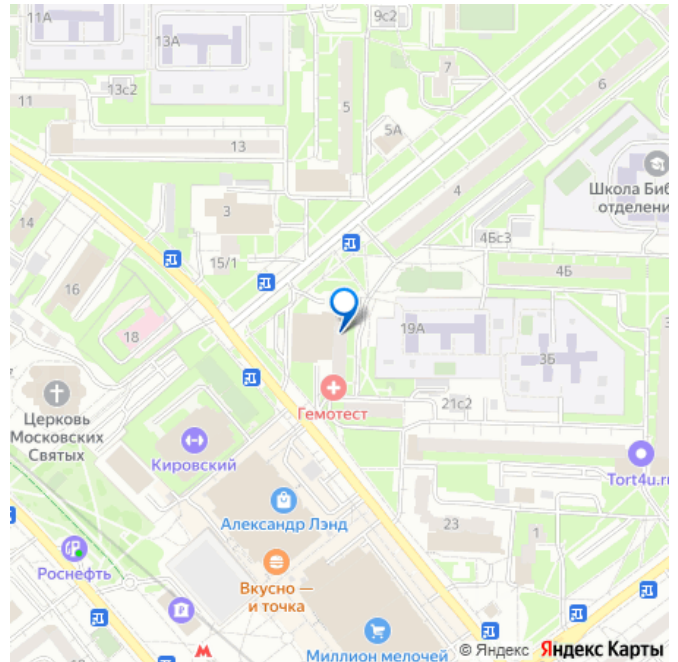 11А
9с2
13А
7
13с2
6
11
5
5А
13
Школа Биб
отделени
4
3
14
4Бс3
15/1
4Б
16
19А
18
3Б
3
Гемотест
21с2
Церковь
Московских
Святых
Кировский
Tort4u.ru
Александр Лэнд
23
1
Роснефть
Вкусно —
и точка
Миллион мелочей
© Яндекс Яндекс Карты